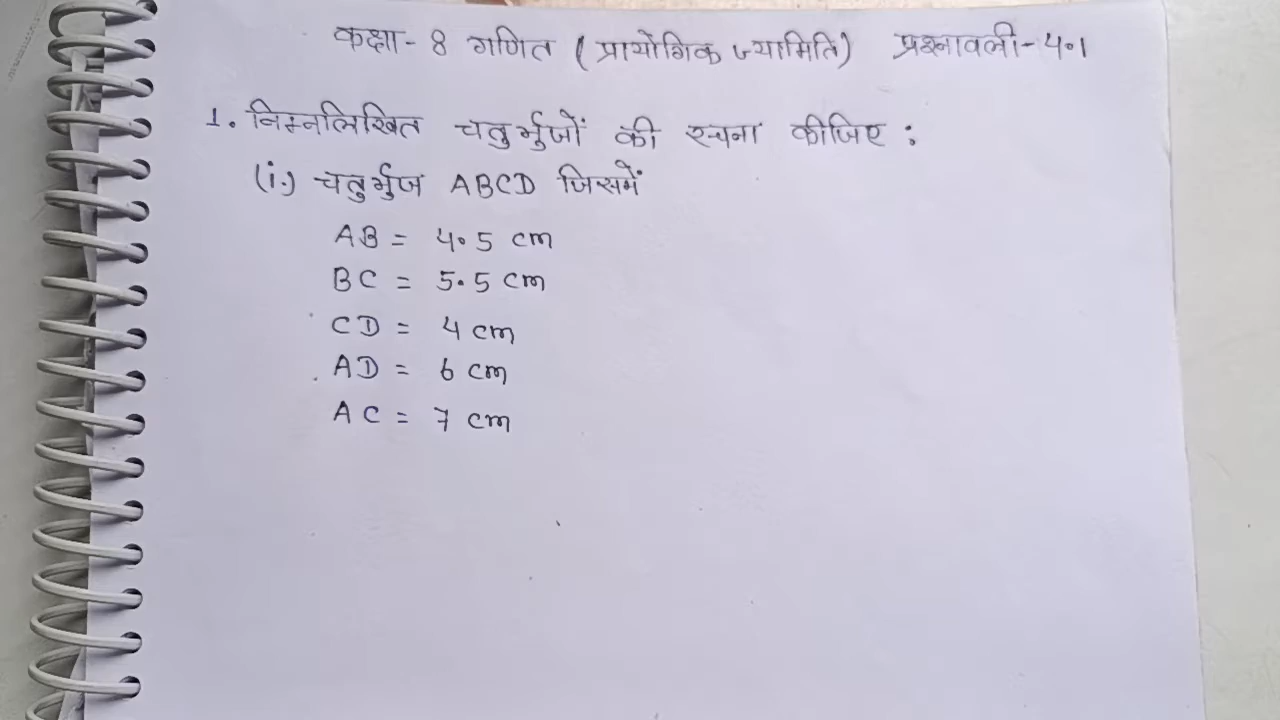 कक्षा - 8 गणित ( प्रायोगिक ज्यामिति) प्रश्नावली - 4.1
1. निम्नलिखित चतुर्भुजों की रचना कीजिए :
(i.) चतुर्भुज ABCD जिसमें
AB = 4.5 cm
BC = 5.5 cm
CD = 4 cm
AD = 6 cm
AC = 7 cm